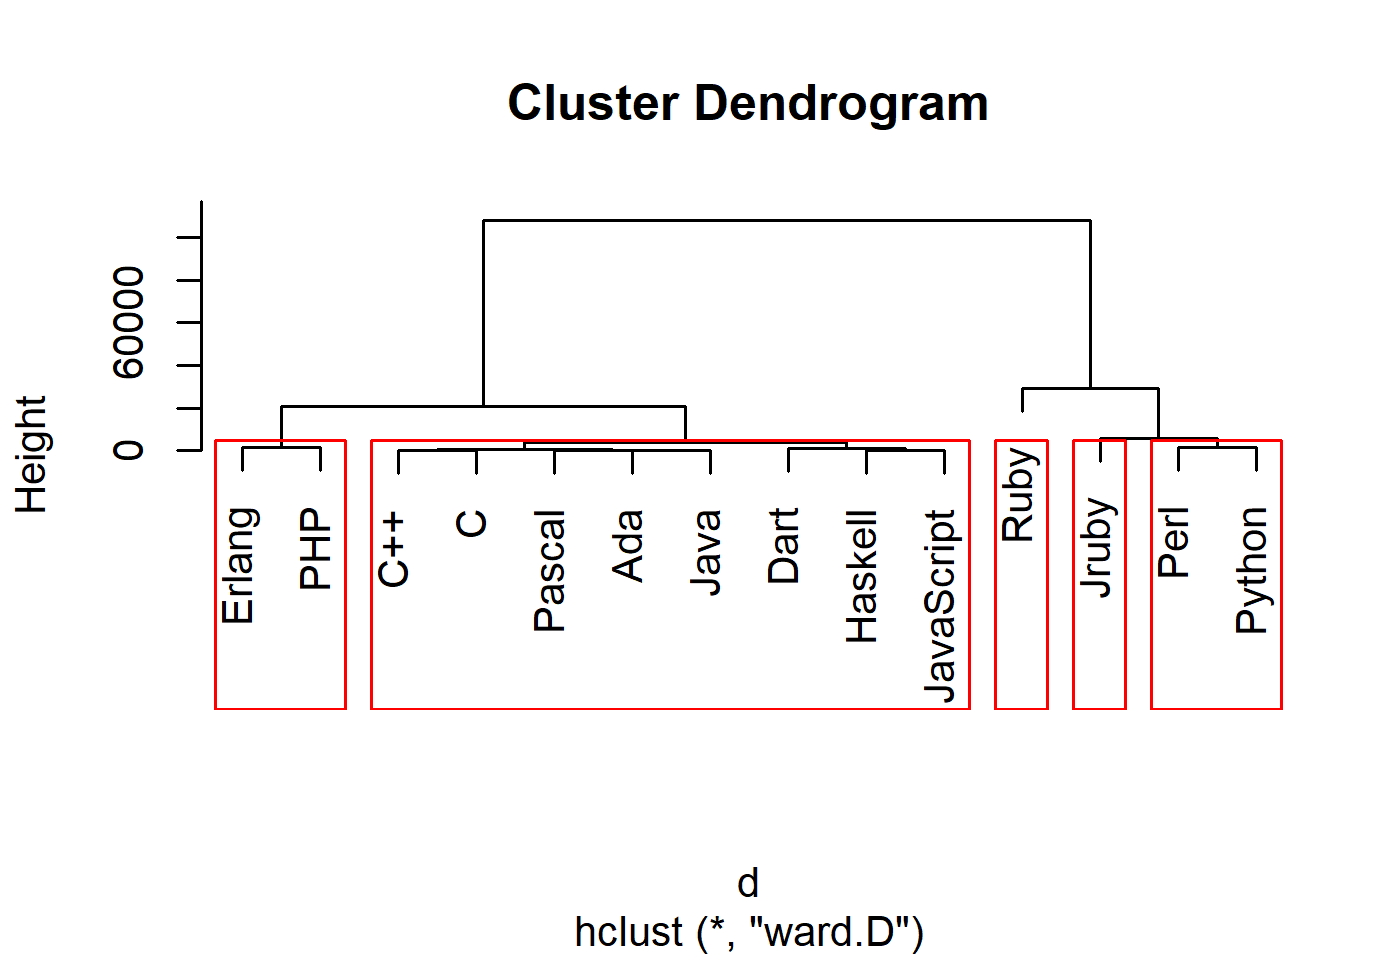 Cluster Dendrogram
Height
60000
0
Erlang
PHP
C++
C
Pascal
Ada
Java
Dart
Haskell
JavaScript
Ruby
Jruby
Perl
Python
d
hclust (*, "ward.D")